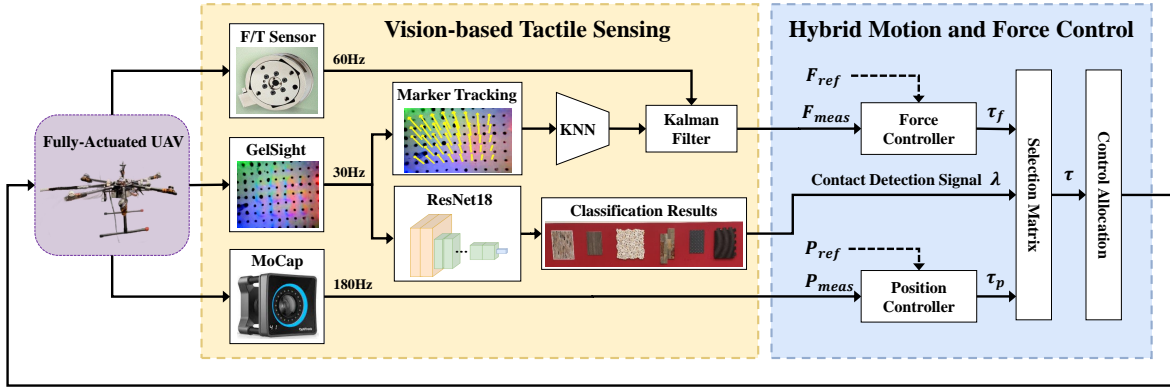 Vision-based Tactile Sensing
Hybrid Motion and Force Control
F/T Sensor
60Hz
Marker Tracking
KNN
Kalman
Filter
F_ref
F_meas
Force
Controller
τ_f
Fully-Actuated UAV
GelSight
30Hz
ResNet18
...
Classification Results
Contact Detection Signal λ
Selection Matrix
τ
Control Allocation
MoCap
180Hz
P_ref
P_meas
Position
Controller
τ_p